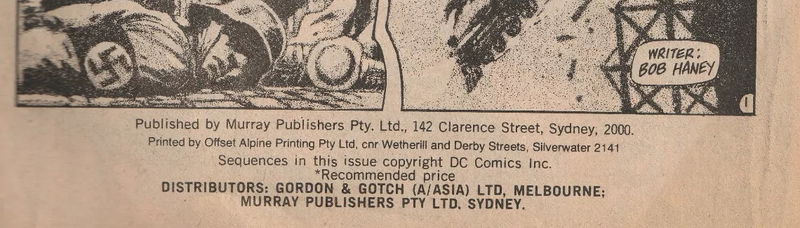 WRITER:
BOB HANEY
1
Published by Murray Publishers Pty. Ltd., 142 Clarence Street, Sydney, 2000.
Printed by Offset Alpine Printing Pty Ltd, cnr Wetherill and Derby Streets, Silverwater 2141
Sequences in this issue copyright DC Comics Inc.
*Recommended price
DISTRIBUTORS: GORDON & GOTCH (A/ASIA) LTD, MELBOURNE;
MURRAY PUBLISHERS PTY LTD. SYDNEY.